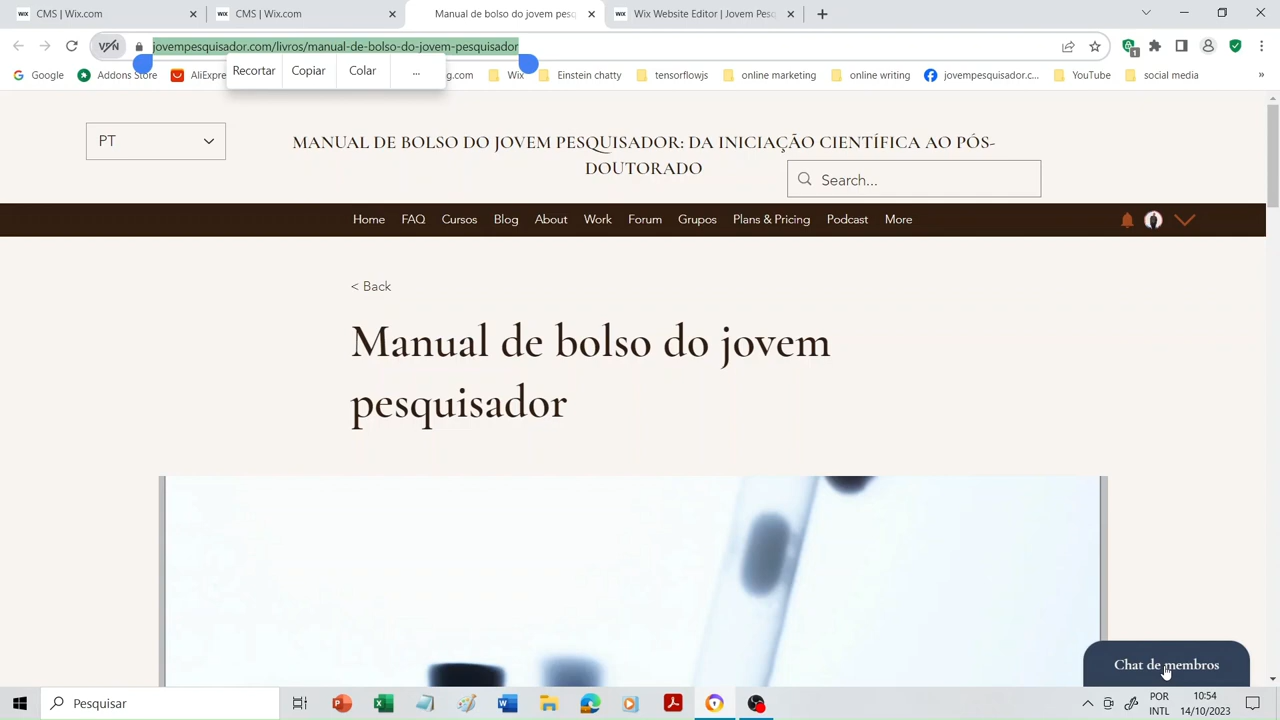 CMS | Wix.com
CMS | Wix.com
Manual de bolso do jovem pesq
Wix Website Editor | Jovem Pesq
VPN
jovempesquisador.com/livros/manual-de-bolso-do-jovem-pesquisador
1
Recortar
Copiar
Colar
...
Google
Addons Store
AliExpre
ng.com
Wix
Einstein chatty
tensorflowjs
online marketing
online writing
jovempesquisador.c...
YouTube
social media
»
PT
MANUAL DE BOLSO DO JOVEM PESQUISADOR: DA INICIAÇÃO CIENTÍFICA AO PÓS-
DOUTORADO
Search...
Home
FAQ
Cursos
Blog
About
Work
Forum
Grupos
Plans & Pricing
Podcast
More
< Back
Manual de bolso do jovem
pesquisador
Chat de membros
Pesquisar
POR
INTL
10:54
14/10/2023